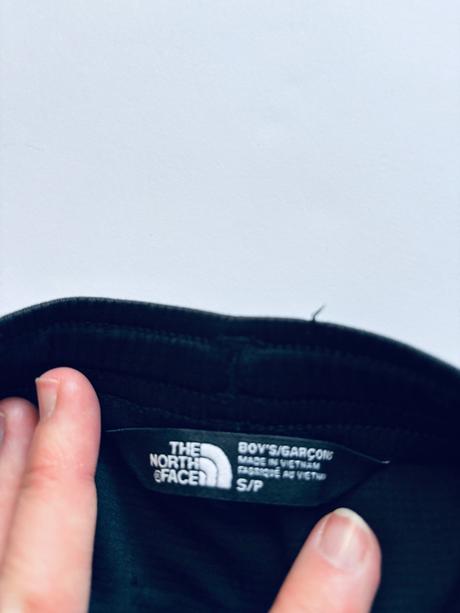 THE
NORTH
FACE
BOY'S/GARÇONS
MADE IN VIETNAM
FABRIQUÉ AU VIETNAM
S/P